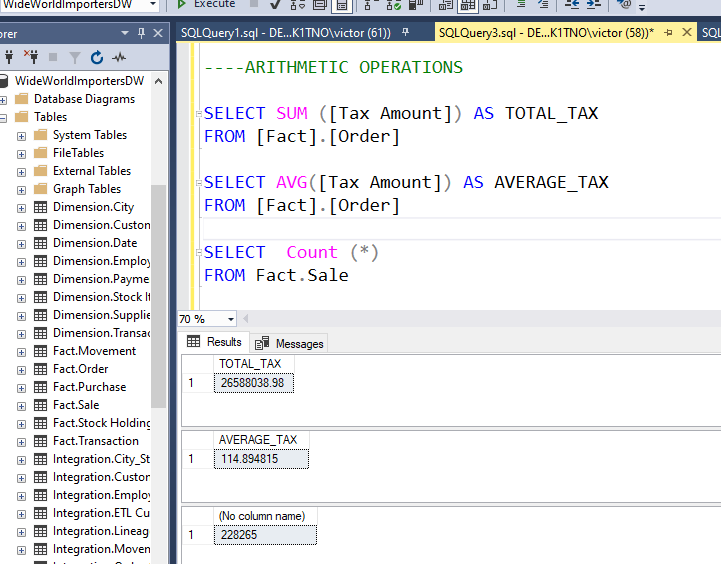 WideWorldImportersDW
Execute
orer
SQLQuery1.sql - DE...K1TNO\victor (61))
SQLQuery3.sql - DE...K1TNO\victor (58))*
SQL
WideWorldImportersDW
Database Diagrams
Tables
System Tables
FileTables
External Tables
Graph Tables
Dimension.City
Dimension.Custom
Dimension.Date
Dimension.Employ
Dimension.Payme
Dimension.Stock It
Dimension.Supplie
Dimension.Transac
Fact.Movement
Fact.Order
Fact.Purchase
Fact.Sale
Fact.Stock Holding
Fact.Transaction
Integration.City_St
Integration.Custom
Integration.Employ
Integration.ETL Cu
Integration.Lineag
Integration.Movem
----ARITHMETIC OPERATIONS
SELECT SUM ([Tax Amount]) AS TOTAL_TAX
FROM [Fact].[Order]
SELECT AVG([Tax Amount]) AS AVERAGE_TAX
FROM [Fact].[Order]
SELECT  Count (*)
FROM Fact.Sale
70 %
Results
Messages
TOTAL_TAX
1 26588038.98
AVERAGE_TAX
1 114.894815
(No column name)
1 228265